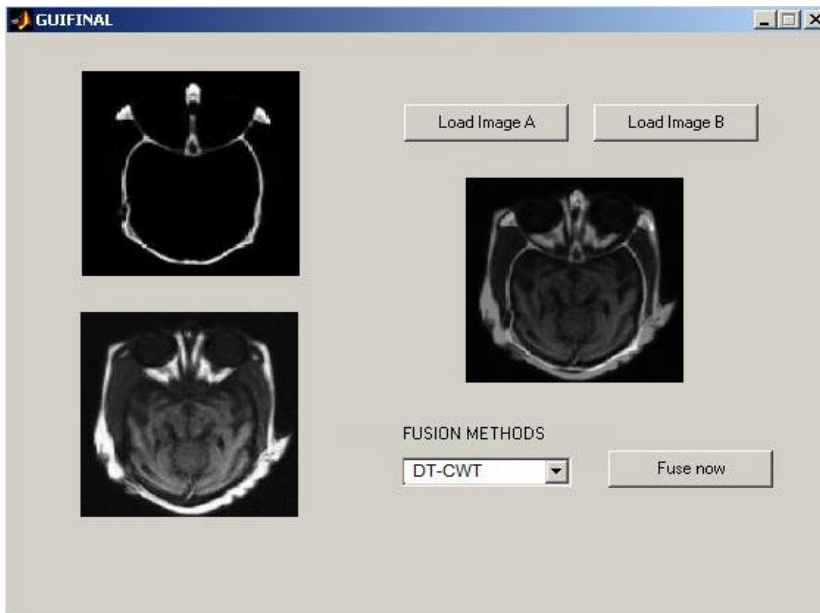 GUIFINAL
Load Image A
Load Image B
FUSION METHODS
DT-CWT
Fuse now